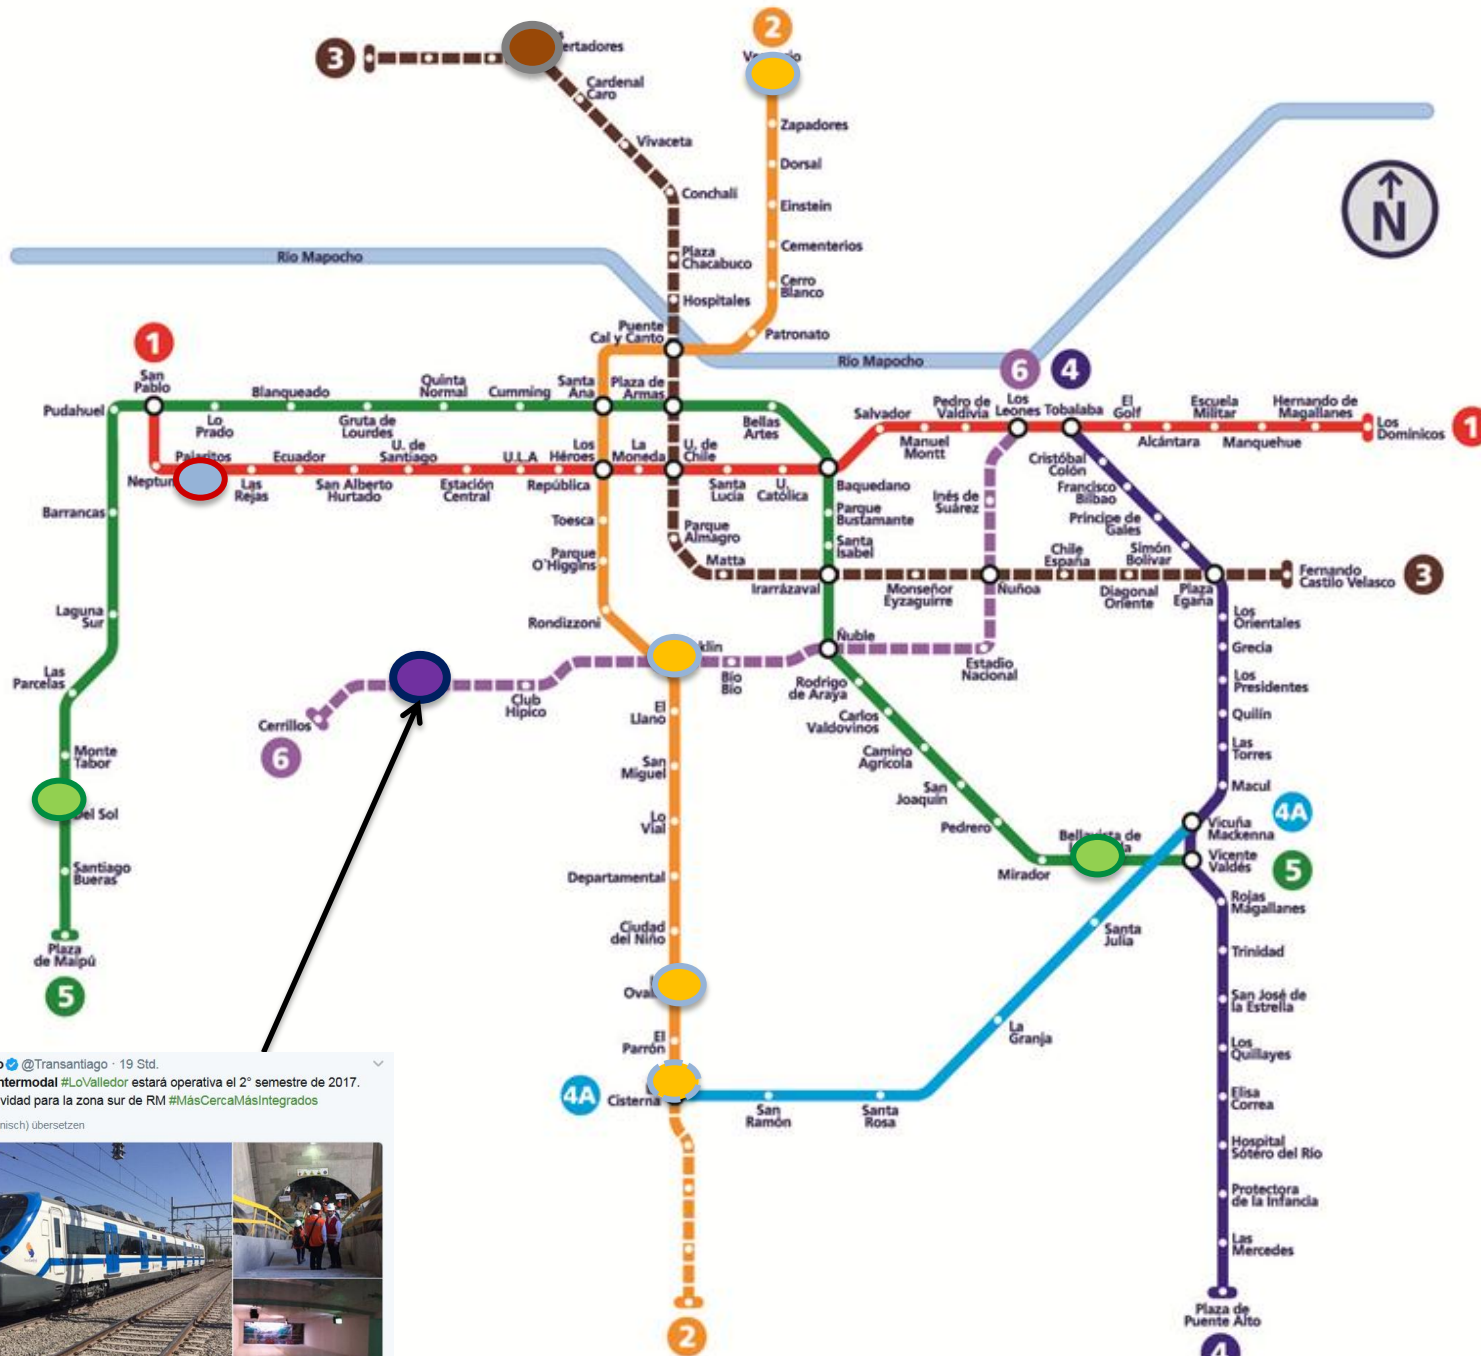 3
2
ertadores
Cardenal
Caro
Zapadores
Vivaceta
Dorsal
Conchalí
Einstein
N
Cementerios
Plaza
Chacabuco
Río Mapocho
Cerro
Blanco
Hospitales
Puente
Cal y Canto
Patronato
1
Río Mapocho
6
4
San
Pablo
Pudahuel
Lo
Prado
Blanqueado
Gruta de
Lourdes
Quinta
Normal
Cumming
Santa
Ana
Plaza de
Armas
Bellas
Artes
Salvador
Manuel
Montt
Pedro de
Valdivia
Los
Leones
Tobalaba
El
Golf
Alcántara
Escuela
Militar
Manquehue
Hernando de
Magallanes
Los
Dominicos
1
Neptun
Pajaritos
Las
Rejas
Ecuador
San Alberto
Hurtado
U. de
Santiago
Estación
Central
U.L.A
República
Los
Héroes
La
Moneda
U. de
Chile
Santa
Lucía
U.
Católica
Baquedano
Cristóbal
Colón
Francisco
Bilbao
Inés de
Suárez
Príncipe de
Gales
Barrancas
Toesca
Parque
Almagro
Parque
Bustamante
Santa
Isabel
Parque
O'Higgins
Matta
Irarrázaval
Monseñor
Eyzaguirre
Ñuñoa
Chile
España
Diagonal
Oriente
Simón
Bolívar
Plaza
Egaña
Fernando
Castilo Velasco
3
Laguna
Sur
Rondizzoni
Los
Orientales
Ñuble
Grecia
klin
Bío
Bío
Estadio
Nacional
Las
Parcelas
Rodrigo
de Araya
Los
Presidentes
Club
Hípico
El
Llano
Carlos
Valdovinos
Quilín
Cerrillos
6
Monte
Tabor
Camino
Agrícola
Las
Torres
San
Miguel
San
Joaquín
Macul
Del Sol
Lo
Vial
Pedrero
4A
Vicuña
Mackenna
Bellavista de
Mirador
Vicente
Valdés
5
Santiago
Bueras
Departamental
Rojas
Magallanes
Ciudad
del Niño
Santa
Julia
Plaza
de Maipú
Trinidad
5
Oval
San José de
la Estrella
La
Granja
El
Parrón
Los
Quillayes
4A
Cisterna
San
Ramón
Santa
Rosa
Elisa
Correa
Hospital
Sótero del Río
Protectora
de la Infancia
Las
Mercedes
2
Plaza de
Puente Alto
4
o @Transantiago · 19 Std.
ntermodal #LoValledor estará operativa el 2° semestre de 2017.
vidad para la zona sur de RM #MásCercaMásIntegrados
nisch) übersetzen